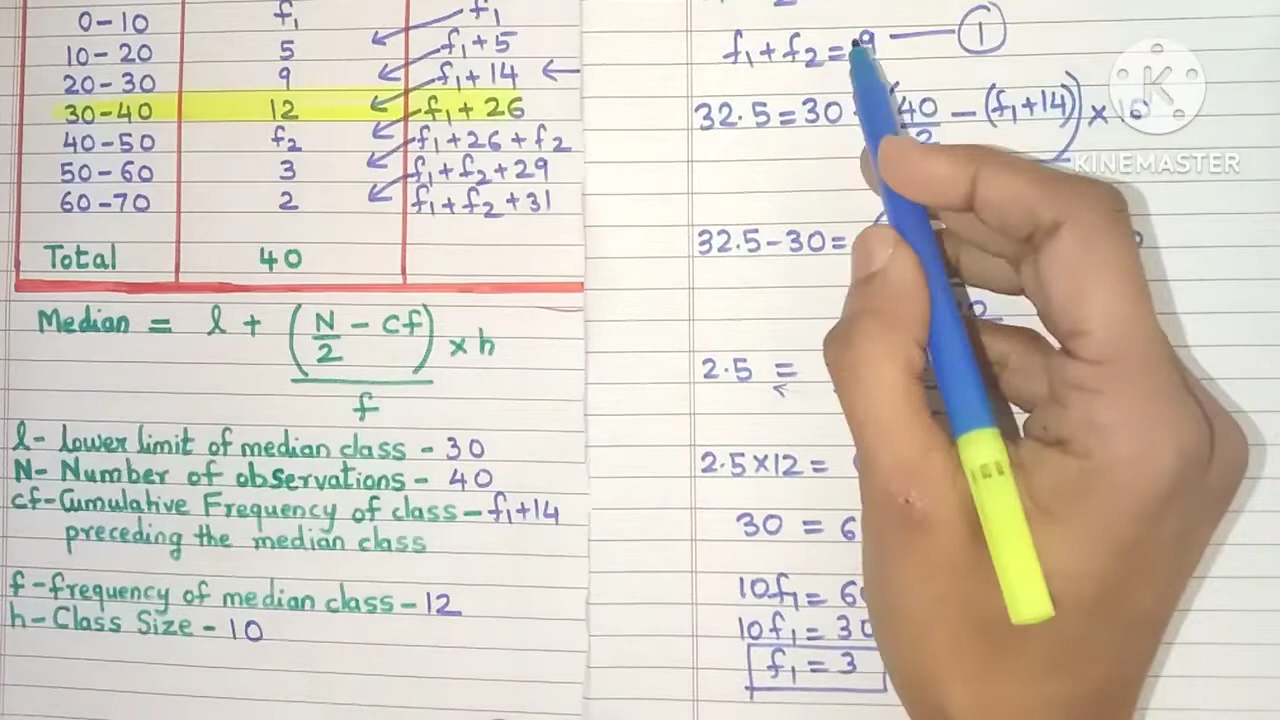 0-10 f₁ f₁
10-20 5 f₁+5
20-30 9 f₁+14
30-40 12 f₁+26
40-50 f₂ f₁+26+f₂
50-60 3 f₁+f₂+29
60-70 2 f₁+f₂+31
Total 40
Median = l + (N/2 - cf)/f × h
l- lower limit of median class - 30
N- Number of observations - 40
cf-Cumulative Frequency of class-f₁+14
preceding the median class
f-frequency of median class-12
h-Class Size-10
f₁+f₂=9 1
32.5=30 40/2 -(f₁+14)) × 10
32.5-30=
2.5 =
2.5×12=
30 = 6
10f₁= 60
10f₁= 30
f₁=3
K
KINEMASTER